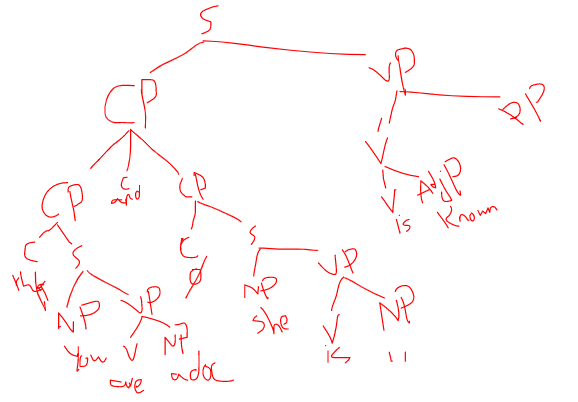 S
CP VP
V' PP
CP C CP V AdjP
and V known
C S C S is
that Ø
NP VP NP VP
You V NP she V NP
are adoc is "